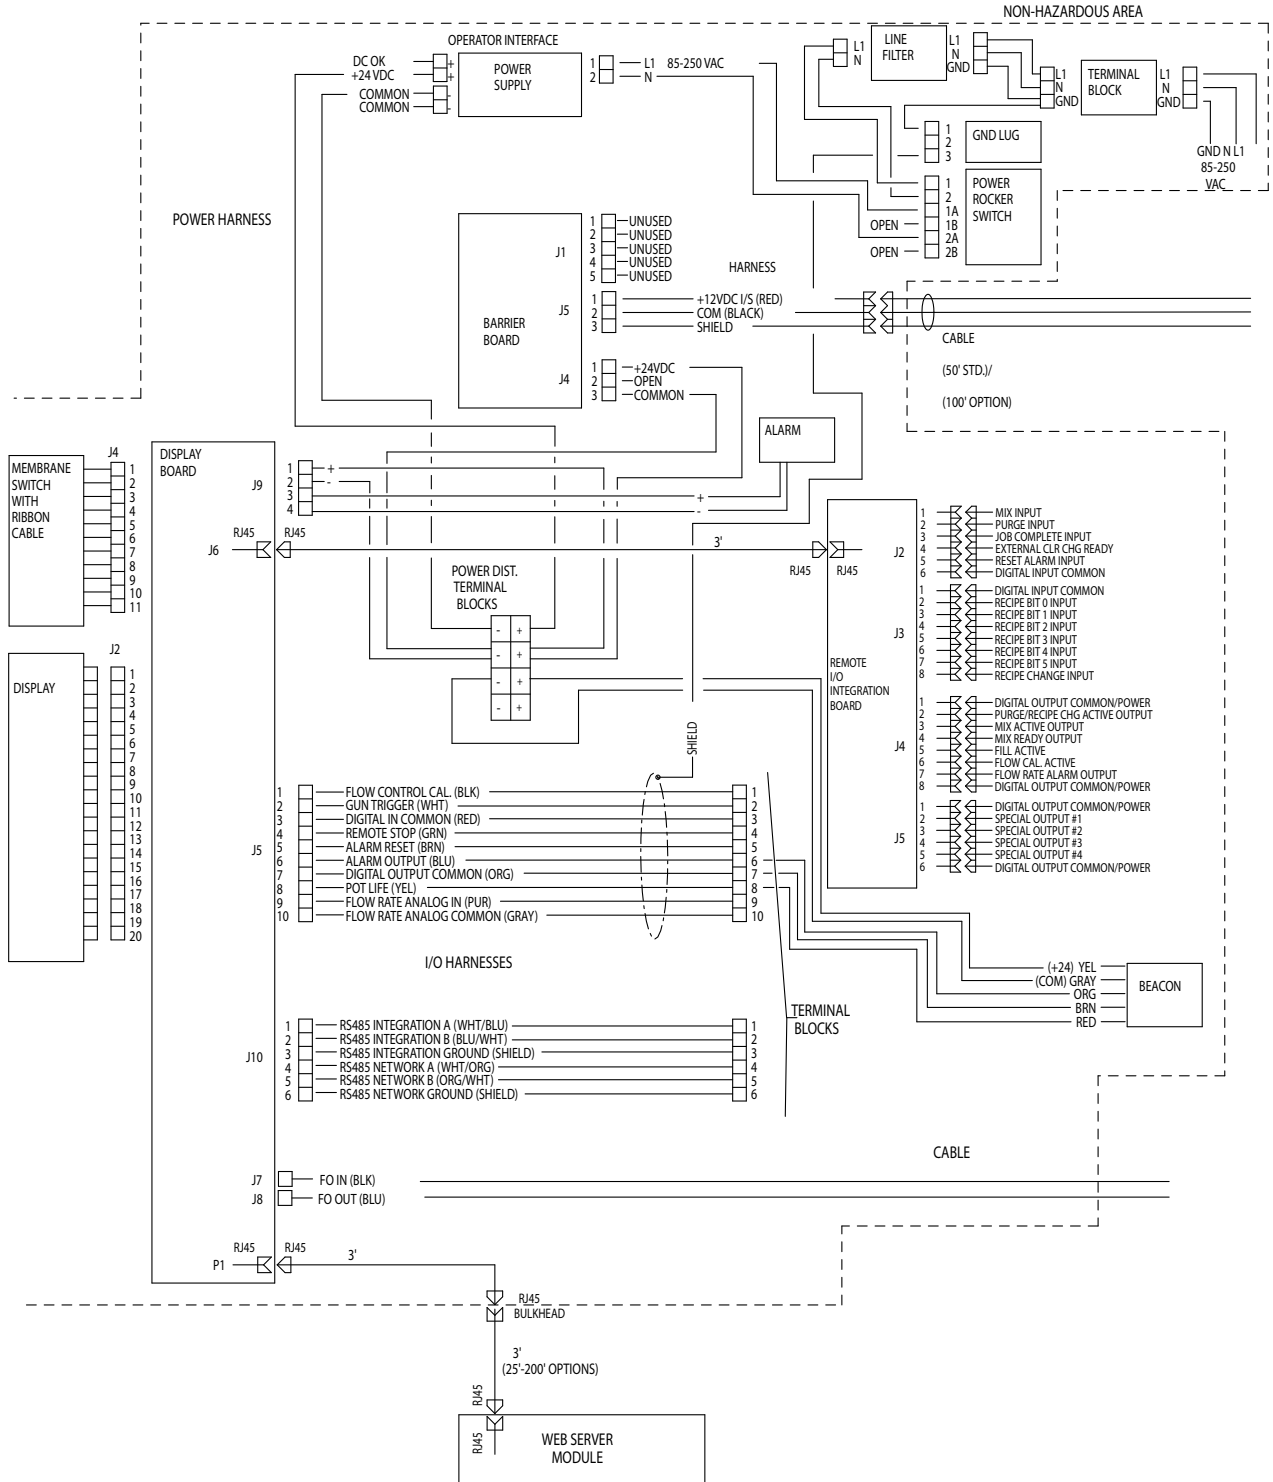 NON-HAZARDOUS AREA
OPERATOR INTERFACE
DC OK
+24 VDC
COMMON
COMMON
+
+
-
-
POWER
SUPPLY
1 L1 85-250 VAC
2 N
L1
N
LINE
FILTER
L1
N
GND
L1
N
GND
TERMINAL
BLOCK
L1
N
GND
GND N L1
85-250
VAC
1
2
3
GND LUG
1
2
1A
OPEN 1B
2A
OPEN 2B
POWER
ROCKER
SWITCH
POWER HARNESS
BARRIER
BOARD
J1
1 UNUSED
2 UNUSED
3 UNUSED
4 UNUSED
5 UNUSED
HARNESS
J5
1 +12VDC I/S (RED)
2 COM (BLACK)
3 SHIELD
CABLE
(50' STD.)/
(100' OPTION)
J4
1 +24VDC
2 OPEN
3 COMMON
ALARM
MEMBRANE
SWITCH
WITH
RIBBON
CABLE
J4
1
2
3
4
5
6
7
8
9
10
11
DISPLAY
BOARD
J9
1 +
2 -
3 +
4 -
J6
RJ45
RJ45
3'
RJ45
RJ45
POWER DIST.
TERMINAL
BLOCKS
- +
- +
- +
- +
DISPLAY
J2
1
2
3
4
5
6
7
8
9
10
11
12
13
14
15
16
17
18
19
20
REMOTE
I/O
INTEGRATION
BOARD
J2
1 MIX INPUT
2 PURGE INPUT
3 JOB COMPLETE INPUT
4 EXTERNAL CLR CHG READY
5 RESET ALARM INPUT
6 DIGITAL INPUT COMMON
J3
1 DIGITAL INPUT COMMON
2 RECIPE BIT 0 INPUT
3 RECIPE BIT 1 INPUT
4 RECIPE BIT 2 INPUT
5 RECIPE BIT 3 INPUT
6 RECIPE BIT 4 INPUT
7 RECIPE BIT 5 INPUT
8 RECIPE CHANGE INPUT
J4
1 DIGITAL OUTPUT COMMON/POWER
2 PURGE/RECIPE CHG ACTIVE OUTPUT
3 MIX ACTIVE OUTPUT
4 MIX READY OUTPUT
5 FILL ACTIVE
6 FLOW CAL. ACTIVE
7 FLOW RATE ALARM OUTPUT
8 DIGITAL OUTPUT COMMON/POWER
J5
1 DIGITAL OUTPUT COMMON/POWER
2 SPECIAL OUTPUT #1
3 SPECIAL OUTPUT #2
4 SPECIAL OUTPUT #3
5 SPECIAL OUTPUT #4
6 DIGITAL OUTPUT COMMON/POWER
SHIELD
J5
1 FLOW CONTROL CAL. (BLK) 1
2 GUN TRIGGER (WHT) 2
3 DIGITAL IN COMMON (RED) 3
4 REMOTE STOP (GRN) 4
5 ALARM RESET (BRN) 5
6 ALARM OUTPUT (BLU) 6
7 DIGITAL OUTPUT COMMON (ORG) 7
8 POT LIFE (YEL) 8
9 FLOW RATE ANALOG IN (PUR) 9
10 FLOW RATE ANALOG COMMON (GRAY) 10
I/O HARNESSES
(+24) YEL
(COM) GRAY
ORG
BRN
RED
BEACON
TERMINAL
BLOCKS
J10
1 RS485 INTEGRATION A (WHT/BLU) 1
2 RS485 INTEGRATION B (BLU/WHT) 2
3 RS485 INTEGRATION GROUND (SHIELD) 3
4 RS485 NETWORK A (WHT/ORG) 4
5 RS485 NETWORK B (ORG/WHT) 5
6 RS485 NETWORK GROUND (SHIELD) 6
CABLE
J7 FO IN (BLK)
J8 FO OUT (BLU)
P1
RJ45
RJ45
3'
RJ45
BULKHEAD
3'
(25'-200' OPTIONS)
RJ45
RJ45
WEB SERVER
MODULE